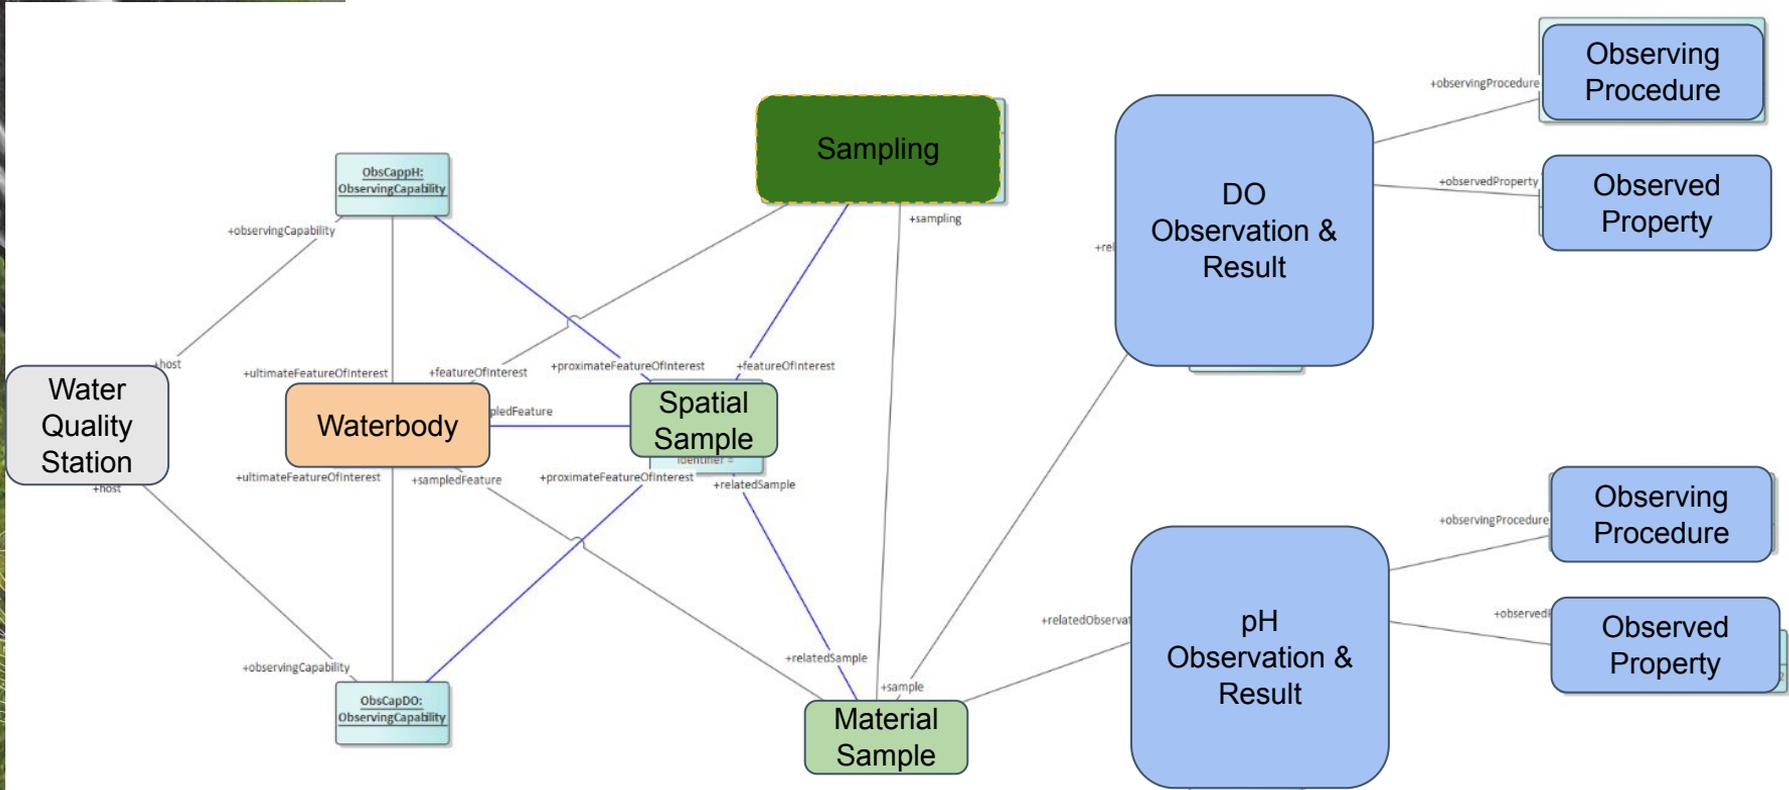 Observing
Procedure
+observingProcedure
Sampling
ObsCappH:
ObservingCapability
+observedProperty
Observed
Property
DO
Observation &
Result
+sampling
+observingCapability
+host
+ultimateFeatureOfInterest
+featureOfInterest
+proximateFeatureOfInterest
+featureOfInterest
Water
Quality
Station
Waterbody
Spatial
Sample
identifier =
+host
+ultimateFeatureOfInterest
+sampledFeature
+proximateFeatureOfInterest
+relatedSample
Observing
Procedure
+observingProcedure
pH
Observation &
Result
Observed
Property
+observingCapability
+relatedSample
+sample
ObsCapDO:
ObservingCapability
Material
Sample